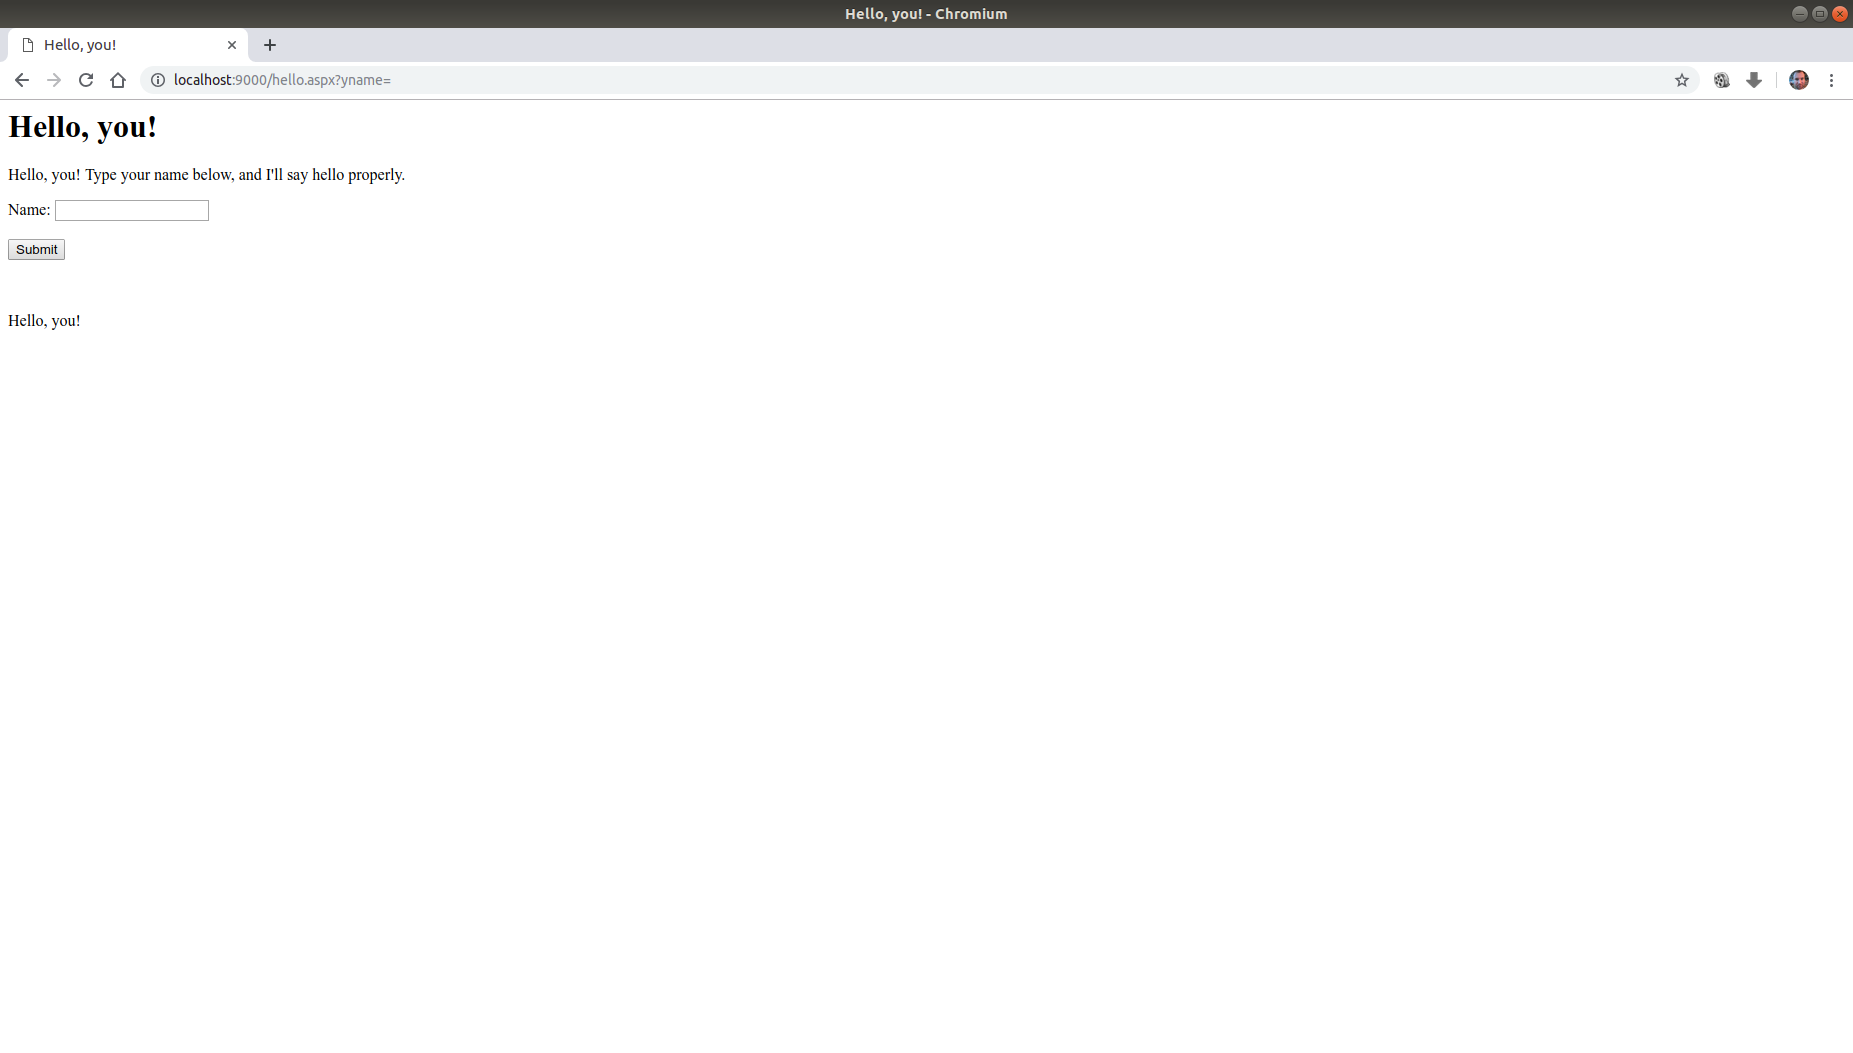 Hello, you! - Chromium
Hello, you!
localhost:9000/hello.aspx?yname=
Hello, you!
Hello, you! Type your name below, and I'll say hello properly.
Name:
Submit
Hello, you!